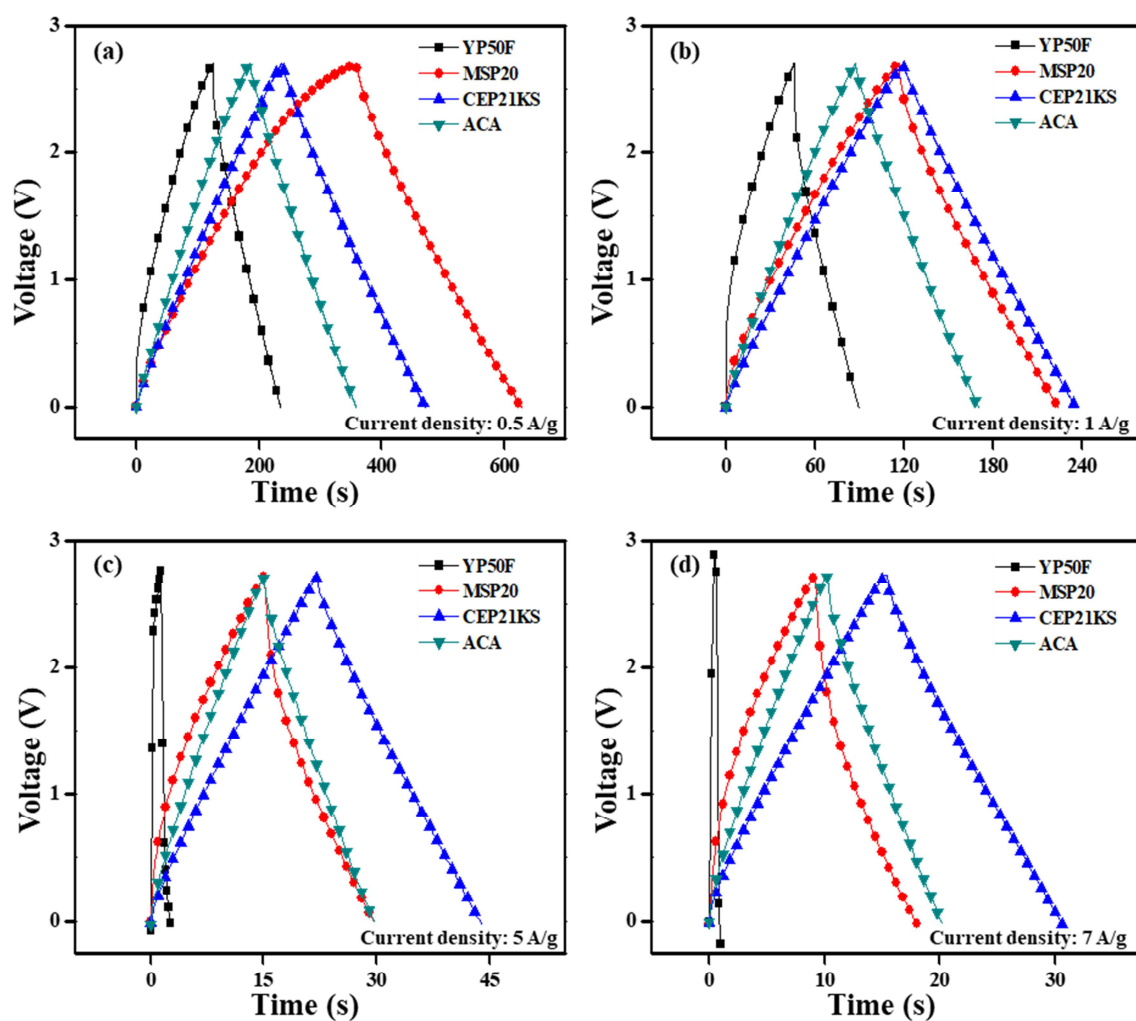 (a)
YP50F
MSP20
CEP21KS
ACA
3
2
1
0
Voltage (V)
Current density: 0.5 A/g
0 200 400 600
Time (s)
(b)
YP50F
MSP20
CEP21KS
ACA
3
2
1
0
Voltage (V)
Current density: 1 A/g
0 60 120 180 240
Time (s)
(c)
YP50F
MSP20
CEP21KS
ACA
3
2
1
0
Voltage (V)
Current density: 5 A/g
0 15 30 45
Time (s)
(d)
YP50F
MSP20
CEP21KS
ACA
3
2
1
0
Voltage (V)
Current density: 7 A/g
0 10 20 30
Time (s)